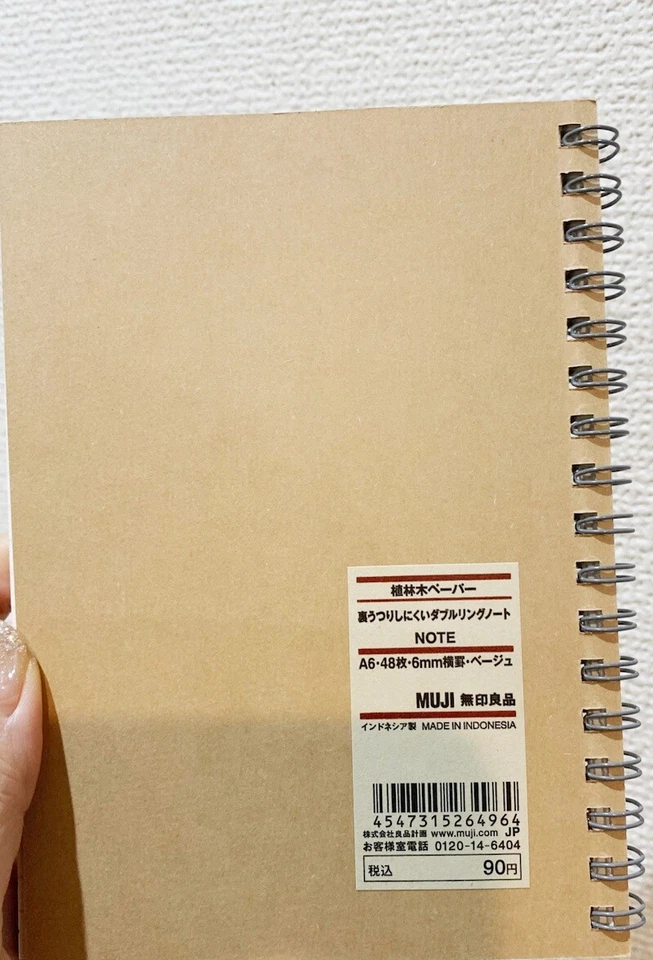 植林木ペーパー
裏うつりしにくいダブルリングノート
NOTE
A6・48枚・6mm横罫・ベージュ
MUJI 無印良品
インドネシア製 MADE IN INDONESIA
4547315264964
株式会社良品計画 www.muji.com JP
お客様室電話 0120-14-6404
税込 90円